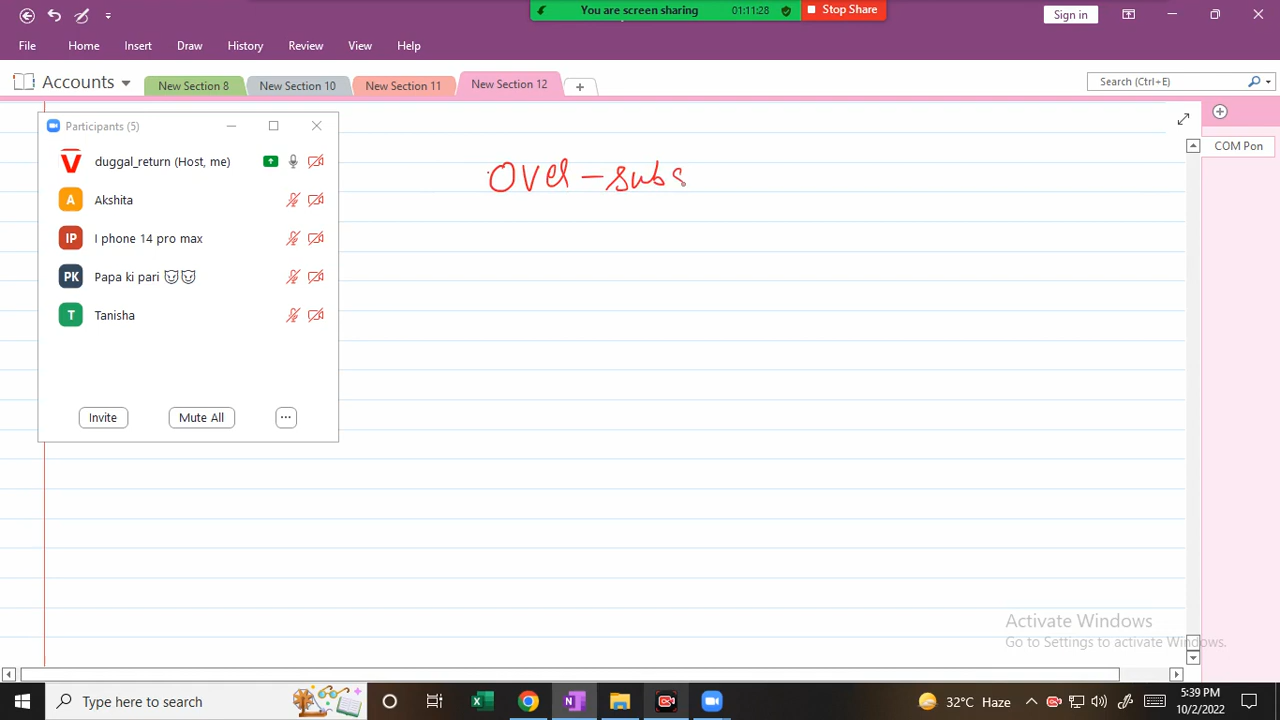 You are screen sharing
01:11:28
Stop Share
Sign in
File
Home
Insert
Draw
History
Review
View
Help
Accounts
New Section 8
New Section 10
New Section 11
New Section 12
Search (Ctrl+E)
Participants (5)
duggal_return (Host, me)
A
Akshita
IP
I phone 14 pro max
PK
Papa ki pari
T
Tanisha
Invite
Mute All
...
Over-subs
COM Pon
Activate Windows
Go to Settings to activate Windows.
Type here to search
32°C Haze
5:39 PM
10/2/2022